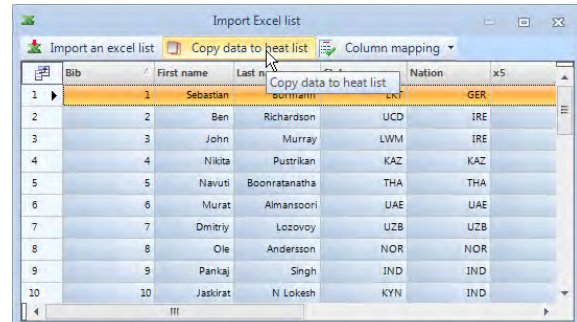 Import Excel list
Import an excel list Copy data to heat list Column mapping
Bib First name Last n Nation x5
Copy data to heat list
1 1 Sebastian Bormann LKT GER
2 2 Ben Richardson UCD IRE
3 3 John Murray LWM IRE
4 4 Nikita Pustrikan KAZ KAZ
5 5 Navuti Boonratanatha THA THA
6 6 Murat Almansoori UAE UAE
7 7 Dmitriy Lozovoy UZB UZB
8 8 Ole Andersson NOR NOR
9 9 Pankaj Singh IND IND
10 10 Jaskirat N Lokesh KYN IND